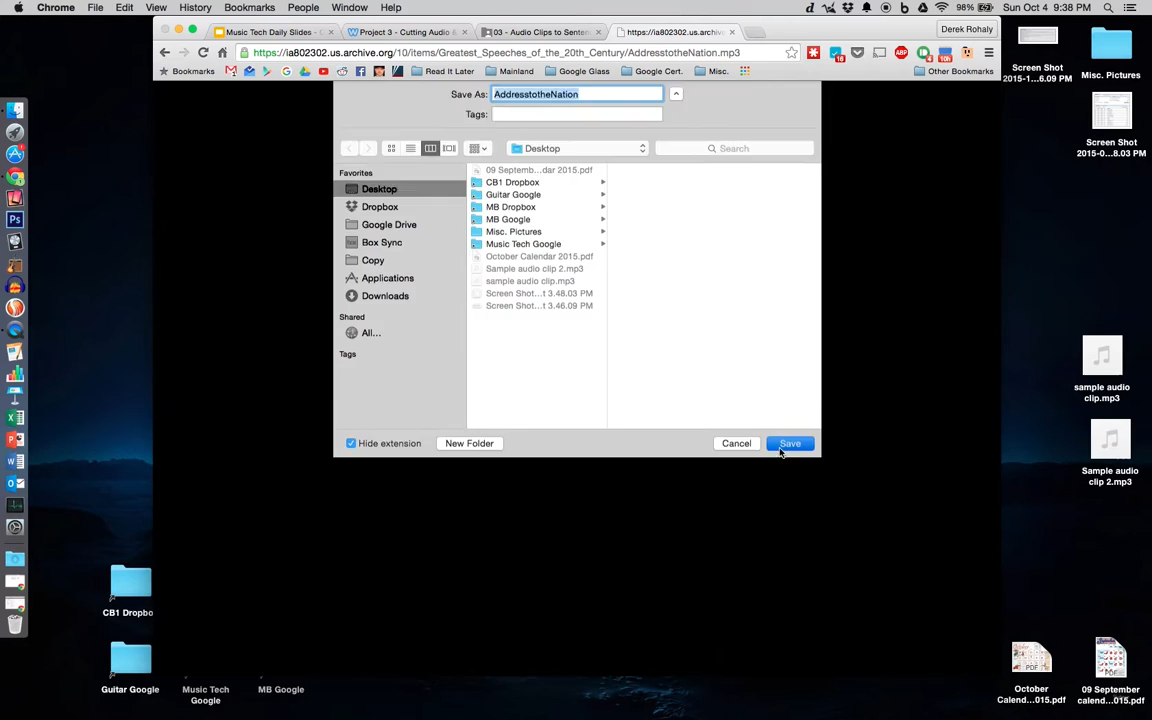 Chrome File Edit View History Bookmarks People Window Help 98% Sun Oct 4 9:38 PM
Music Tech Daily Slides - Project 3 - Cutting Audio & 03 - Audio Clips to Senten https://ia802302.us.archive Derek Rohaly
https://ia802302.us.archive.org/10/items/Greatest_Speeches_of_the_20th_Century/AddresstotheNation.mp3
Bookmarks Read It Later Mainland Google Glass Google Cert. Misc. Other Bookmarks
Save As: AddresstotheNation
Tags:
Desktop Search
Favorites
Desktop
Dropbox
Google Drive
Box Sync
Copy
Applications
Downloads
Shared
All...
Tags
09 Septemb...dar 2015.pdf
CB1 Dropbox
Guitar Google
MB Dropbox
MB Google
Misc. Pictures
Music Tech Google
October Calendar 2015.pdf
Sample audio clip 2.mp3
sample audio clip.mp3
Screen Shot...t 3.48.03 PM
Screen Shot...t 3.46.09 PM
Hide extension New Folder Cancel Save
Screen Shot
2015-1...6.09 PM
Misc. Pictures
Screen Shot
2015-0...8.03 PM
sample audio
clip.mp3
Sample audio
clip 2.mp3
CB1 Dropbo
Guitar Google
Music Tech
Google
MB Google
October
Calend...015.pdf
09 September
calend...015.pdf